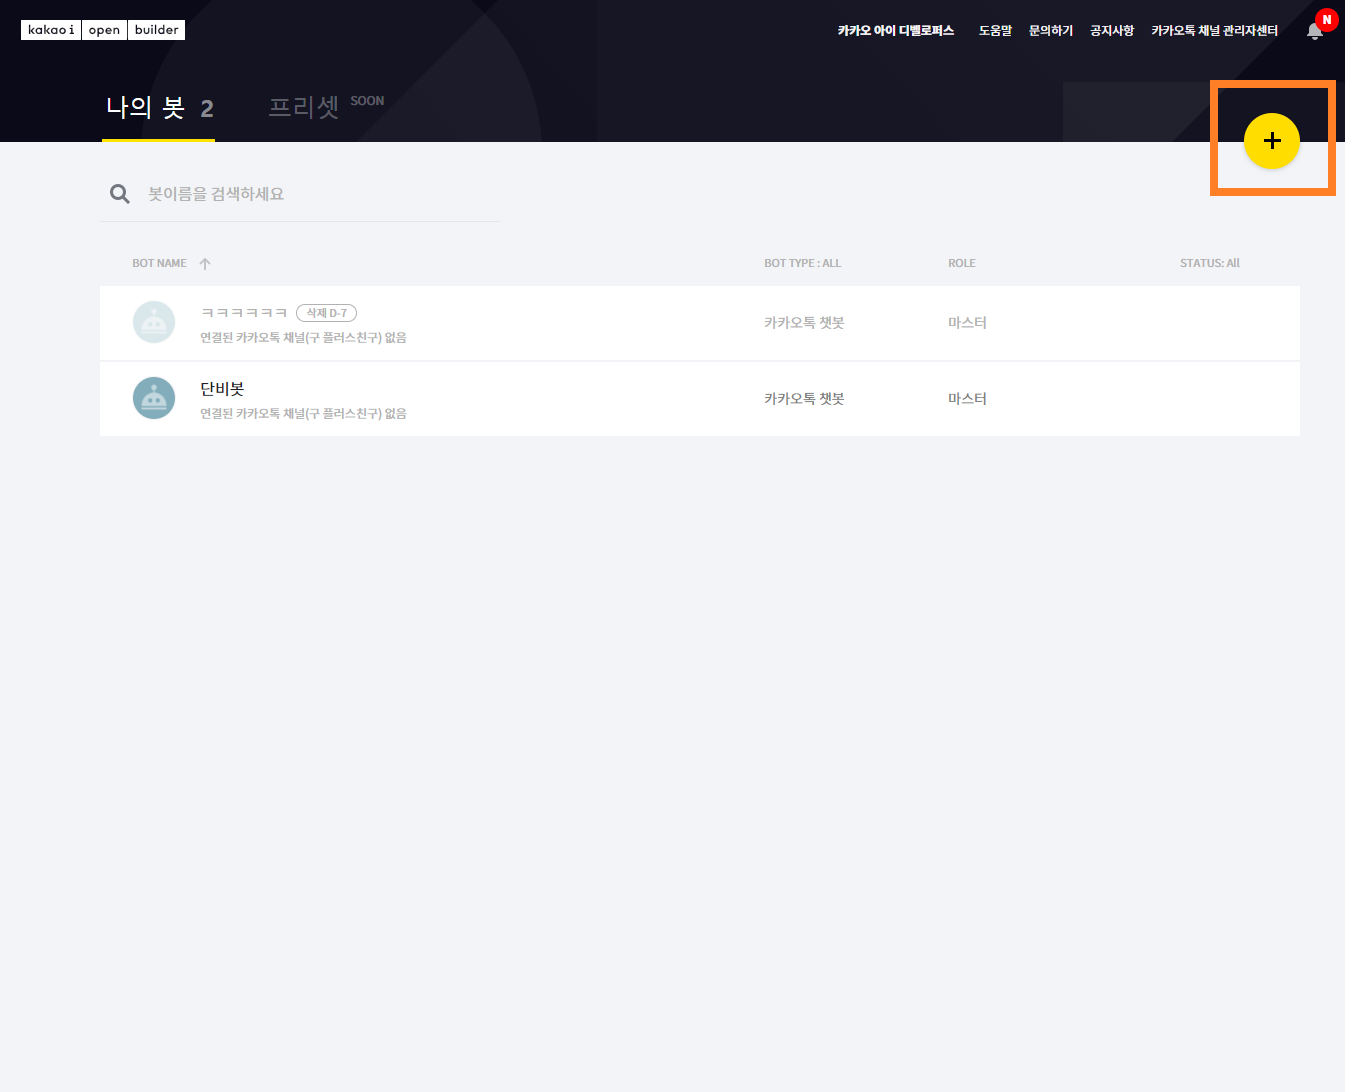 kakao i open builder
카카오 아이 디벨로퍼스 도움말 문의하기 공지사항 카카오톡 채널 관리자센터 N
나의 봇 2 프리셋 SOON
봇이름을 검색하세요
BOT NAME BOT TYPE : ALL ROLE STATUS: All
ㅋㅋㅋㅋㅋㅋ 삭제 D-7
연결된 카카오톡 채널(구 플러스친구) 없음
카카오톡 챗봇 마스터
단비봇
연결된 카카오톡 채널(구 플러스친구) 없음
카카오톡 챗봇 마스터